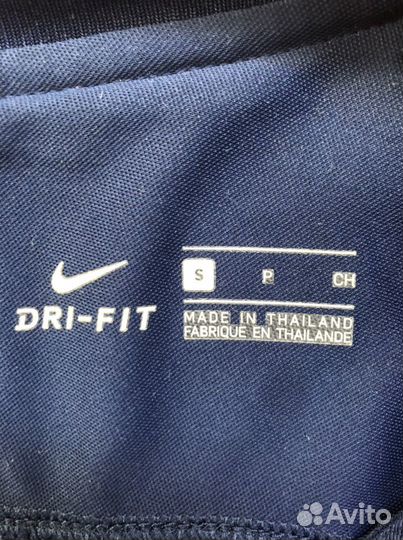 S P CH
DRI-FIT
MADE IN THAILAND
FABRIQUE EN THAILANDE
Avito